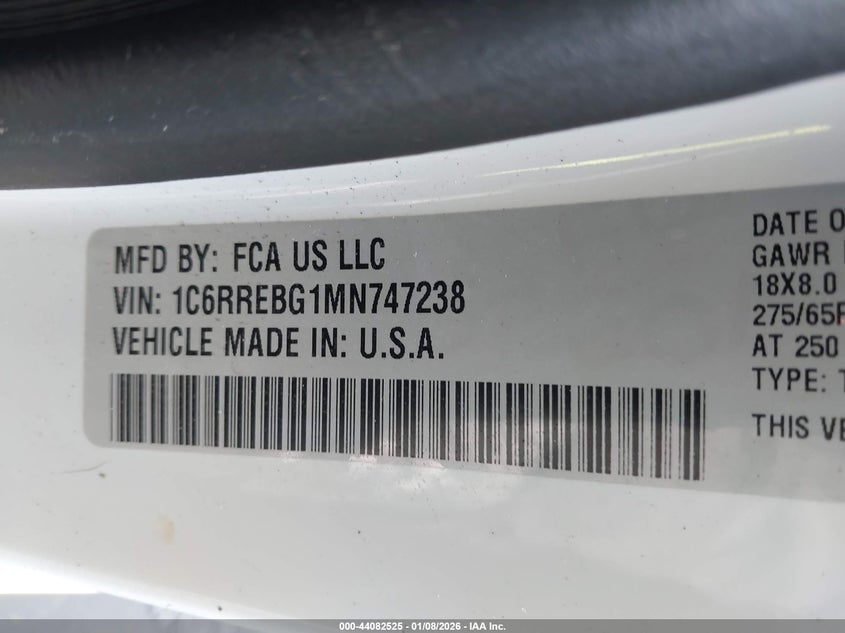 MFD BY: FCA US LLC
VIN: 1C6RREBG1MN747238
VEHICLE MADE IN: U.S.A.
DATE O
GAWR
18X8.0
275/65R
AT 250
TYPE: T
THIS VE
000-44082525 - 01/08/2026 - IAA Inc.